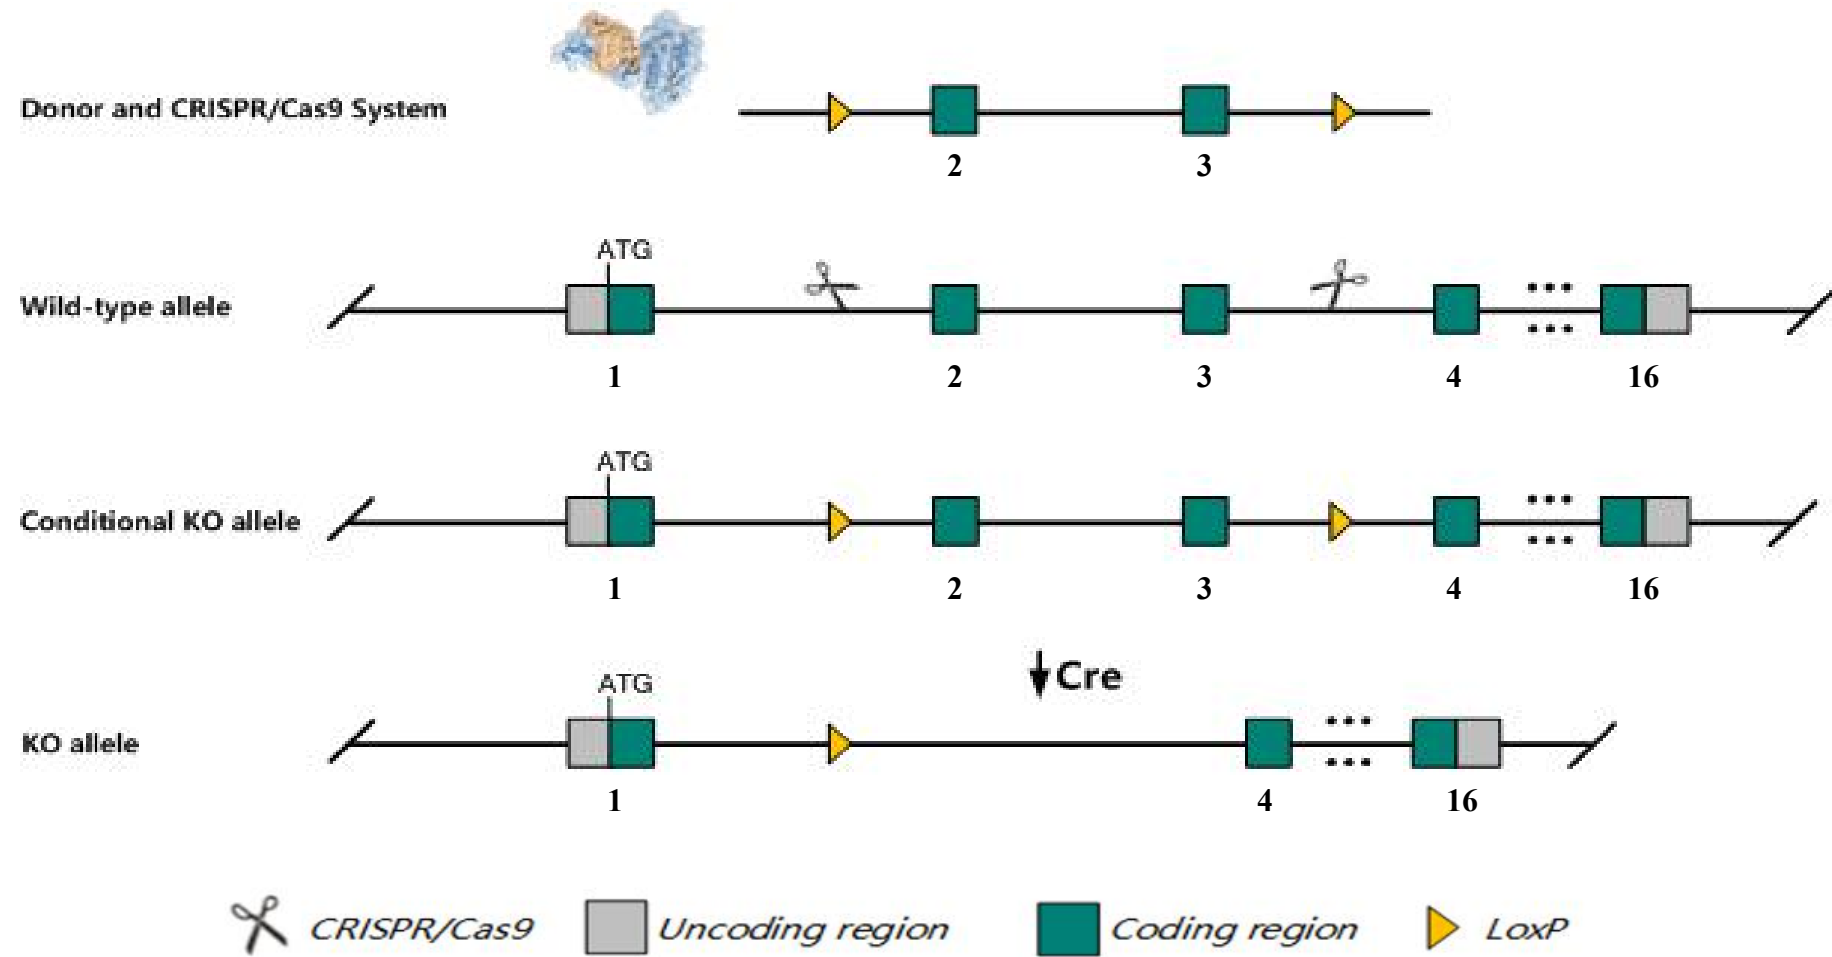 Donor and CRISPR/Cas9 System
2 3
ATG
Wild-type allele
1 2 3 4 16
ATG
Conditional KO allele
1 2 3 4 16
Cre
ATG
KO allele
1 4 16
CRISPR/Cas9 Uncoding region Coding region LoxP